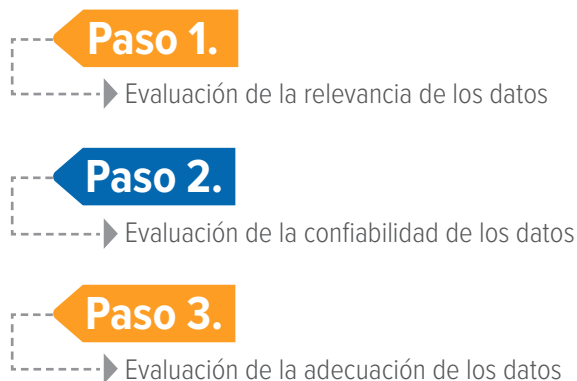 Paso 1.
Evaluación de la relevancia de los datos
Paso 2.
Evaluación de la confiabilidad de los datos
Paso 3.
Evaluación de la adecuación de los datos